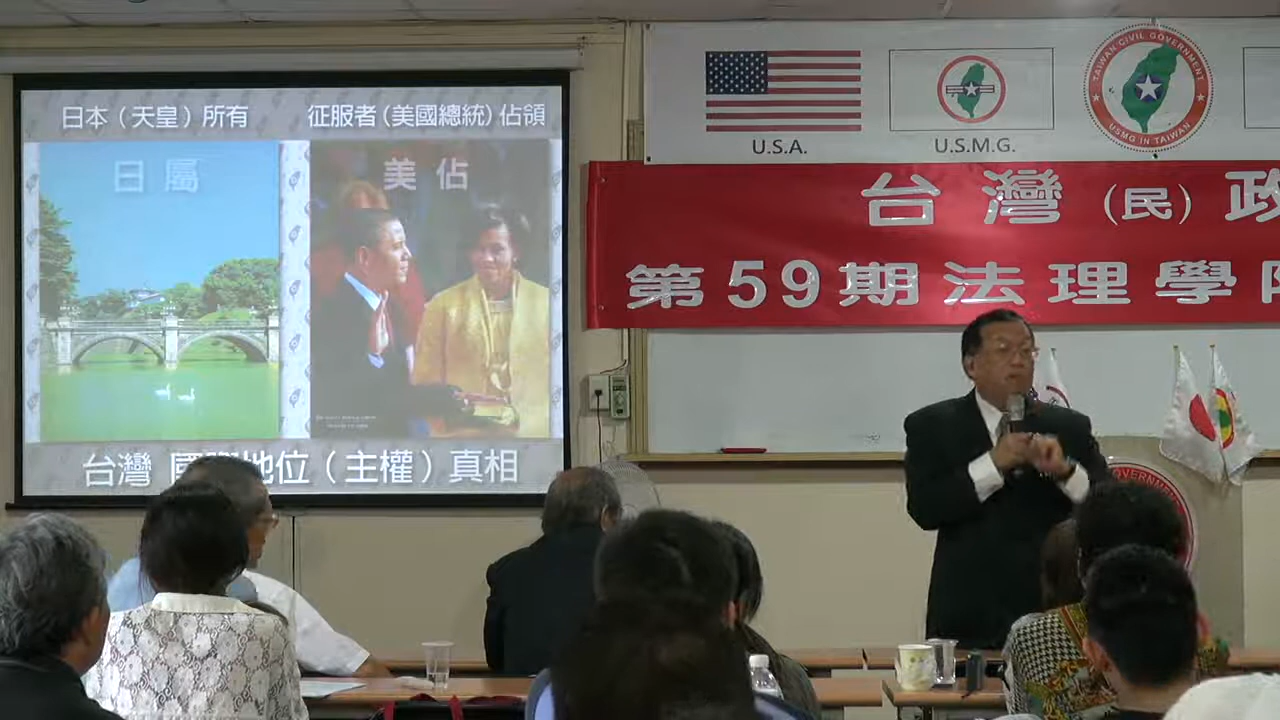 日本（天皇）所有
征服者(美國總統)佔領
日屬
美佔
台灣 國際地位（主權）真相
U.S.A.
U.S.M.G.
TAIWAN CIVIL GOVERNMENT
USMG IN TAIWAN
台灣（民）政
第59期法理學
GOVERNMENT